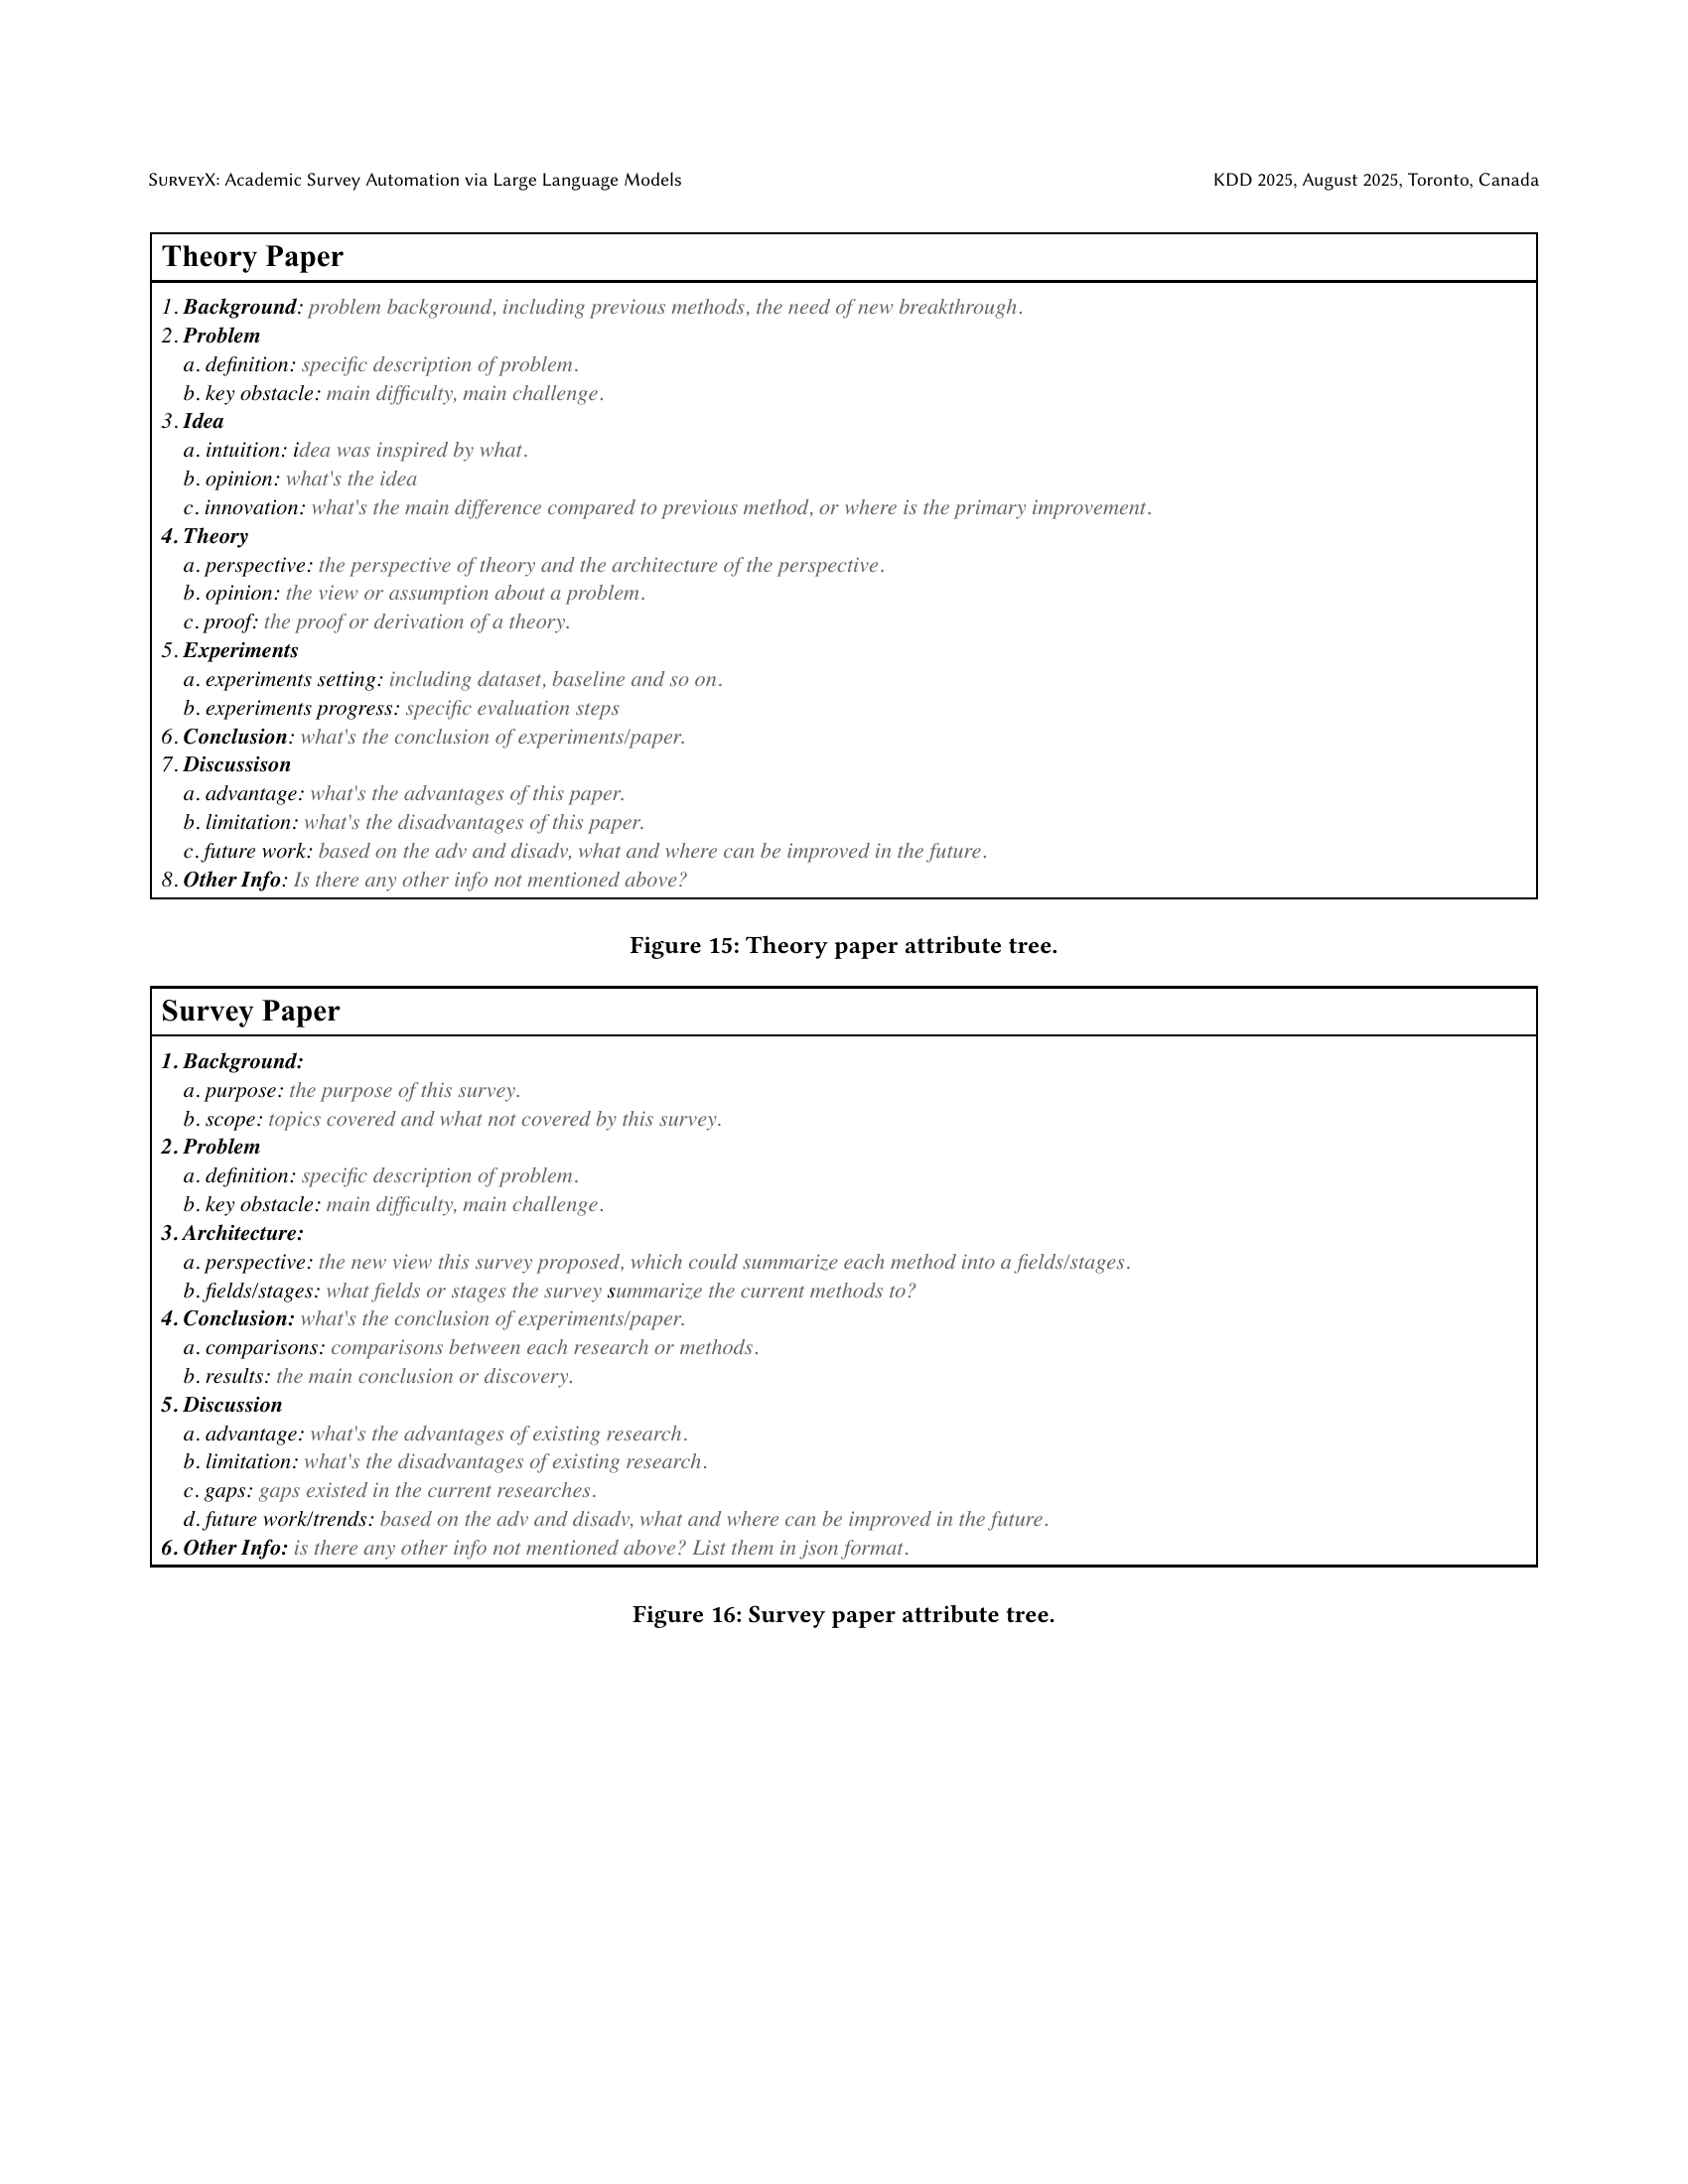 SurveyX: Academic Survey Automation via Large Language Models
KDD 2025, August 2025, Toronto, Canada
Theory Paper
1. Background: problem background, including previous methods, the need of new breakthrough.
2. Problem
a. definition: specific description of problem.
b. key obstacle: main difficulty, main challenge.
3. Idea
a. intuition: idea was inspired by what.
b. opinion: what's the idea
c. innovation: what's the main difference compared to previous method, or where is the primary improvement.
4. Theory
a. perspective: the perspective of theory and the architecture of the perspective.
b. opinion: the view or assumption about a problem.
c. proof: the proof or derivation of a theory.
5. Experiments
a. experiments setting: including dataset, baseline and so on.
b. experiments progress: specific evaluation steps
6. Conclusion: what's the conclusion of experiments/paper.
7. Discussison
a. advantage: what's the advantages of this paper.
b. limitation: what's the disadvantages of this paper.
c. future work: based on the adv and disadv, what and where can be improved in the future.
8. Other Info: Is there any other info not mentioned above?
Figure 15: Theory paper attribute tree.
Survey Paper
1. Background:
a. purpose: the purpose of this survey.
b. scope: topics covered and what not covered by this survey.
2. Problem
a. definition: specific description of problem.
b. key obstacle: main difficulty, main challenge.
3. Architecture:
a. perspective: the new view this survey proposed, which could summarize each method into a fields/stages.
b. fields/stages: what fields or stages the survey summarize the current methods to?
4. Conclusion: what's the conclusion of experiments/paper.
a. comparisons: comparisons between each research or methods.
b. results: the main conclusion or discovery.
5. Discussion
a. advantage: what's the advantages of existing research.
b. limitation: what's the disadvantages of existing research.
c. gaps: gaps existed in the current researches.
d. future work/trends: based on the adv and disadv, what and where can be improved in the future.
6. Other Info: is there any other info not mentioned above? List them in json format.
Figure 16: Survey paper attribute tree.